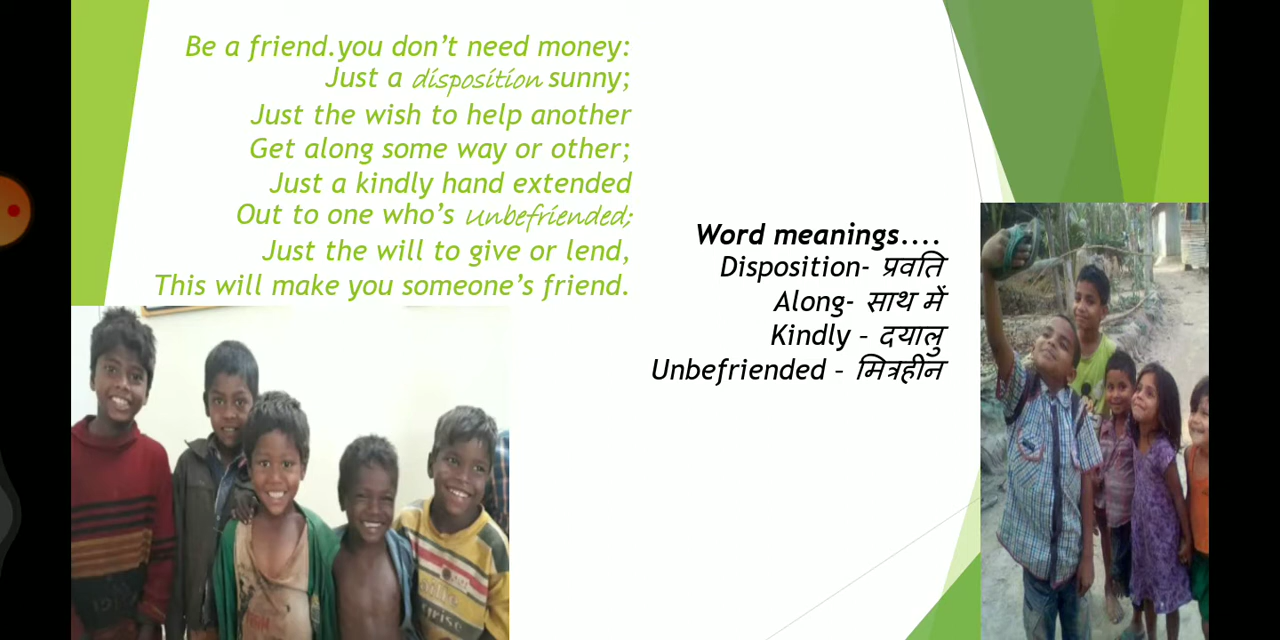 Be a friend.you don't need money:
Just a disposition sunny;
Just the wish to help another
Get along some way or other;
Just a kindly hand extended
Out to one who's Unbefriended;
Just the will to give or lend,
This will make you someone's friend.
Word meanings....
Disposition- प्रवति
Along- साथ में
Kindly – दयालु
Unbefriended – मित्रहीन